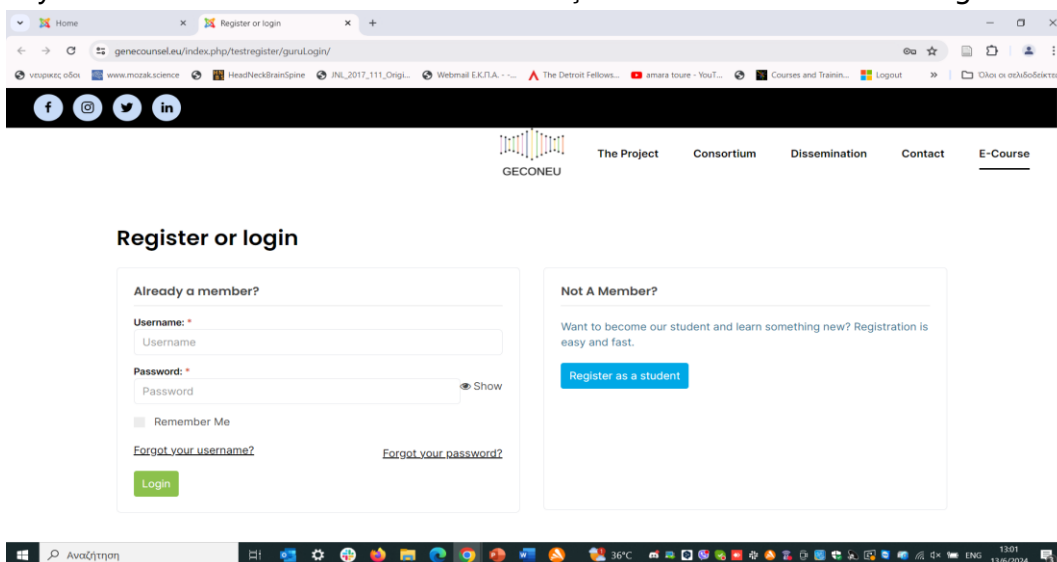 Home
Register or login
genecounsel.eu/index.php/testregister/guruLogin/
νευρικες οδοι www.mozak.science HeadNeckBrainSpine JNL_2017_111_Origi... Webmail Ε.Κ.Π.Α. - -... The Detroit Fellows... amara toure - YouT... Courses and Trainin... Logout » Όλοι οι σελιδοδείκτες
f in
GECONEU
The Project Consortium Dissemination Contact E-Course
Register or login
Already a member?
Username: *
Username
Password: *
Password
Show
Remember Me
Forgot your username? Forgot your password?
Login
Not A Member?
Want to become our student and learn something new? Registration is
easy and fast.
Register as a student
Αναζήτηση 36°C ENG 13:01
13/6/2024